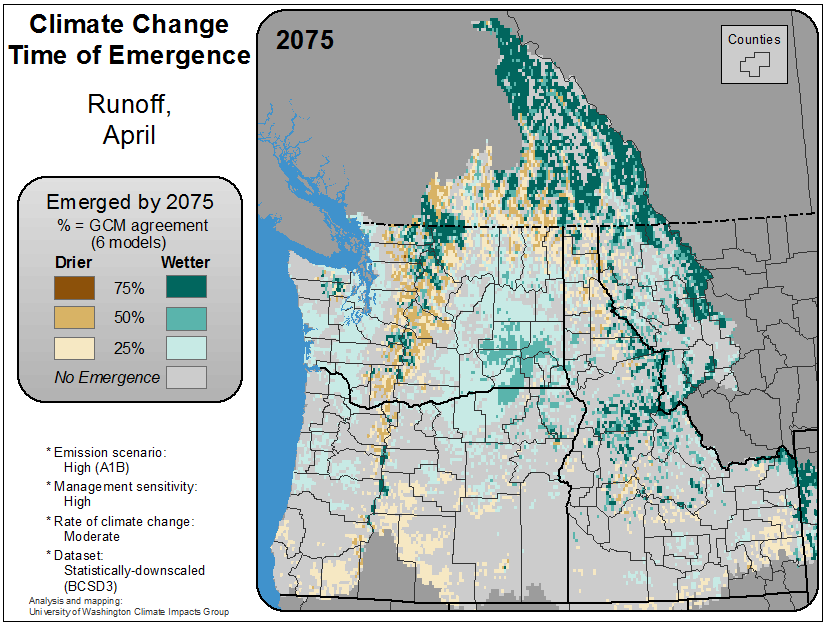 Climate Change
Time of Emergence
Runoff,
April
Emerged by 2075
% = GCM agreement
(6 models)
Drier Wetter
75%
50%
25%
No Emergence
* Emission scenario:
High (A1B)
* Management sensitivity:
High
* Rate of climate change:
Moderate
* Dataset:
Statistically-downscaled
(BCSD3)
Analysis and mapping:
University of Washington Climate Impacts Group
2075
Counties